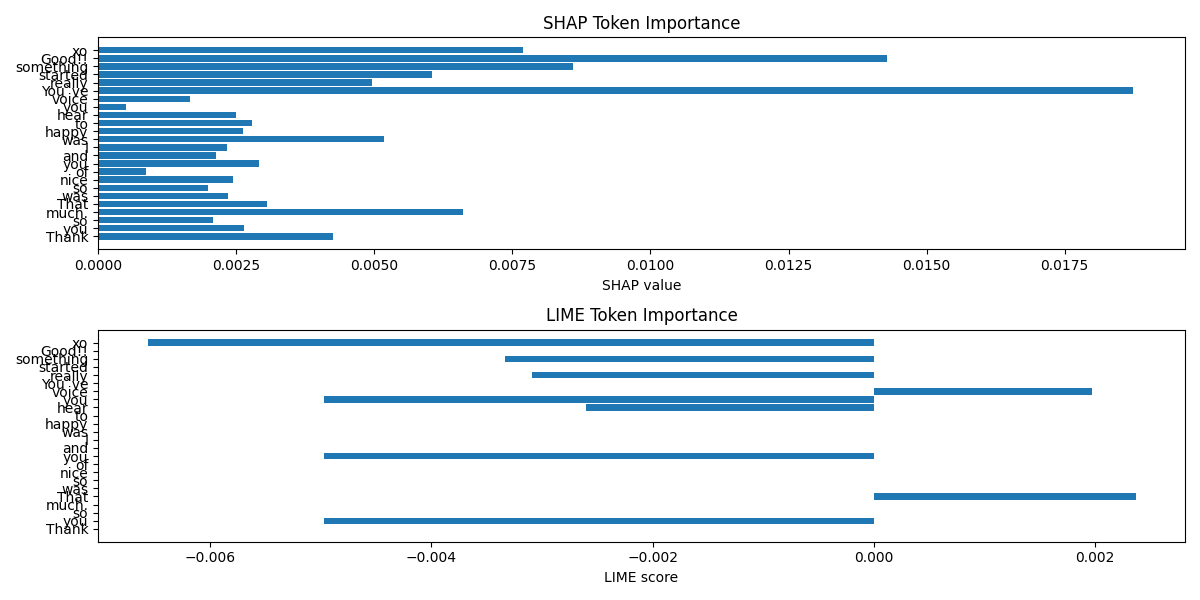 SHAP Token Importance
xo
Good!!
something
started
really
You´ve
voice
you
hear
to
happy
was
I
and
you
of
nice
so
was
That
much.
so
you
Thank
0.0000 0.0025 0.0050 0.0075 0.0100 0.0125 0.0150 0.0175
SHAP value
LIME Token Importance
xo
Good!!
something
started
really
You´ve
voice
you
hear
to
happy
was
I
and
you
of
nice
so
was
That
much.
so
you
Thank
−0.006 −0.004 −0.002 0.000 0.002
LIME score